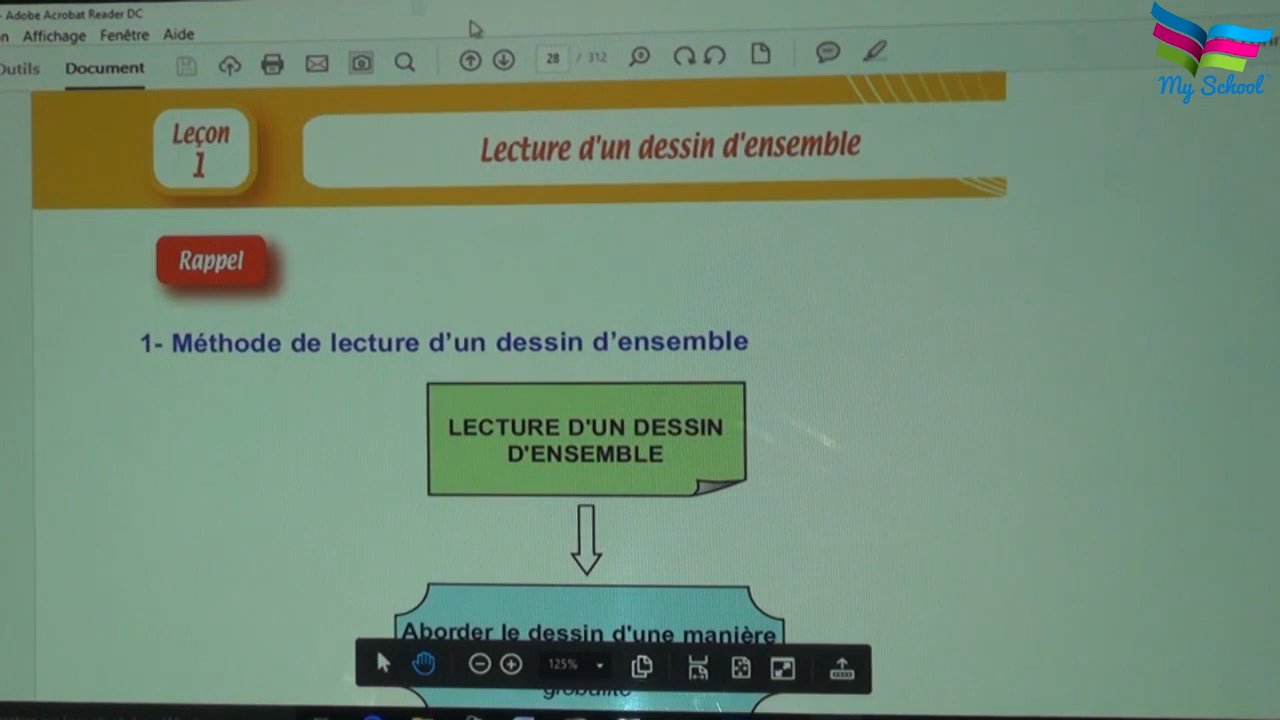 - Adobe Acrobat Reader DC
Affichage Fenêtre Aide
Outils Document
28 / 312
My School
Leçon
1
Lecture d'un dessin d'ensemble
Rappel
1- Méthode de lecture d’un dessin d’ensemble
LECTURE D'UN DESSIN
D'ENSEMBLE
Aborder le dessin d'une manière
125%